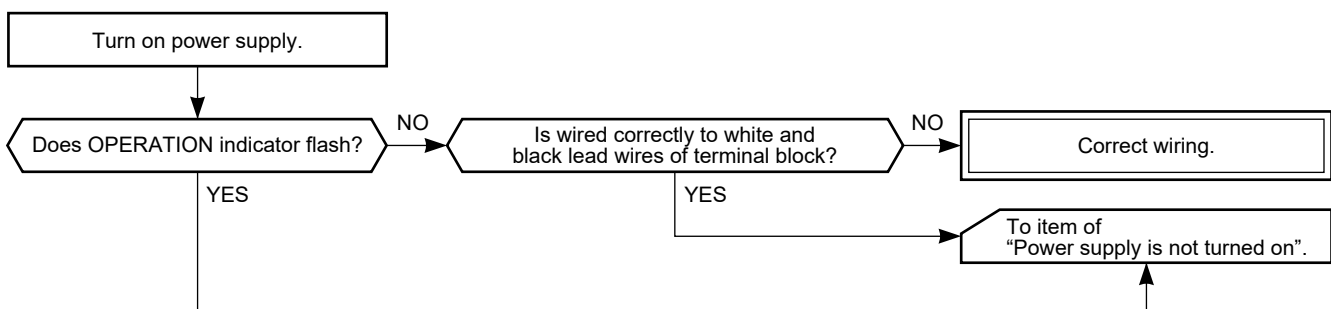 Turn on power supply.
Does OPERATION indicator flash?
NO
Is wired correctly to white and
black lead wires of terminal block?
NO
Correct wiring.
YES
YES
To item of
“Power supply is not turned on”.